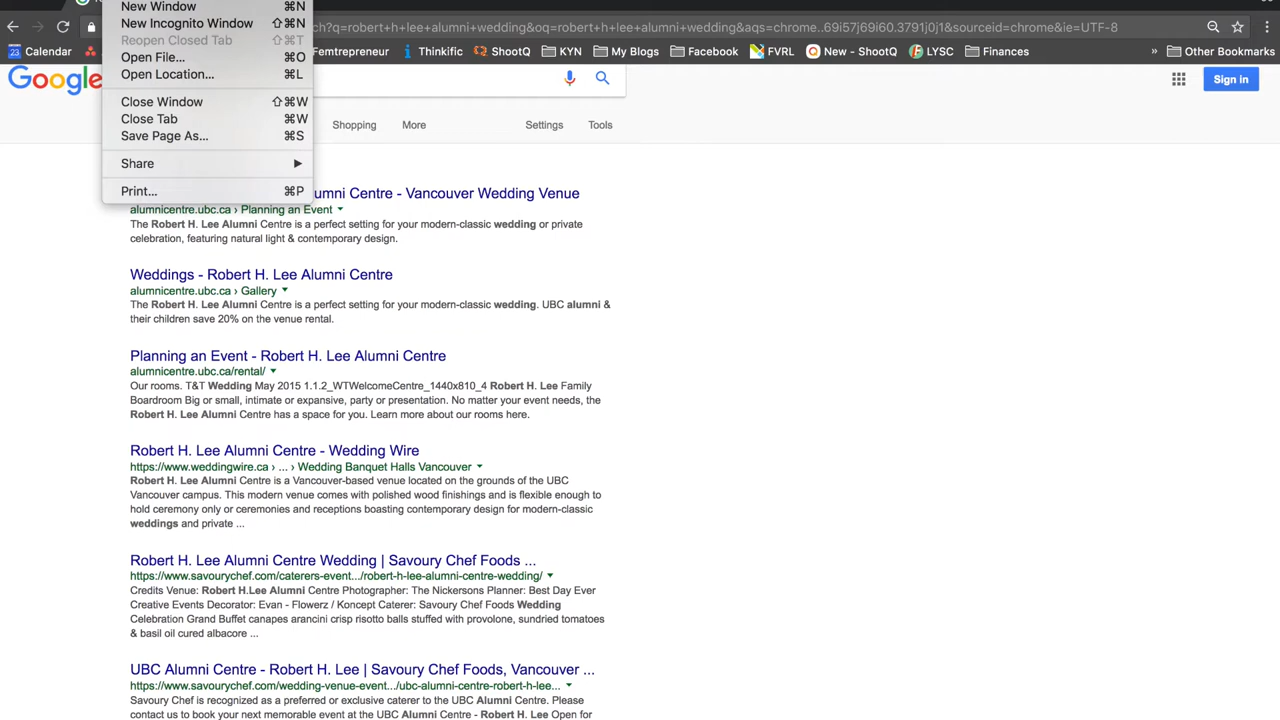 New Window ⌘N
New Incognito Window ⇧⌘N
Reopen Closed Tab ⇧⌘T
Open File... ⌘O
Open Location... ⌘L
Close Window ⇧⌘W
Close Tab ⌘W
Save Page As... ⌘S
Share
Print... ⌘P
ch?q=robert+h+lee+alumni+wedding&oq=robert+h+lee+alumni+wedding&aqs=chrome..69i57j69i60.3791j0j1&sourceid=chrome&ie=UTF-8
23 Calendar Femtrepreneur Thinkific ShootQ KYN My Blogs Facebook FVRL New - ShootQ LYSC Finances » Other Bookmarks
Google Sign in
Shopping More Settings Tools
umni Centre - Vancouver Wedding Venue
alumnicentre.ubc.ca › Planning an Event
The Robert H. Lee Alumni Centre is a perfect setting for your modern-classic wedding or private
celebration, featuring natural light & contemporary design.
Weddings - Robert H. Lee Alumni Centre
alumnicentre.ubc.ca › Gallery
The Robert H. Lee Alumni Centre is a perfect setting for your modern-classic wedding. UBC alumni &
their children save 20% on the venue rental.
Planning an Event - Robert H. Lee Alumni Centre
alumnicentre.ubc.ca/rental/
Our rooms. T&T Wedding May 2015 1.1.2_WTWelcomeCentre_1440x810_4 Robert H. Lee Family
Boardroom Big or small, intimate or expansive, party or presentation. No matter your event needs, the
Robert H. Lee Alumni Centre has a space for you. Learn more about our rooms here.
Robert H. Lee Alumni Centre - Wedding Wire
https://www.weddingwire.ca › ... › Wedding Banquet Halls Vancouver
Robert H. Lee Alumni Centre is a Vancouver-based venue located on the grounds of the UBC
Vancouver campus. This modern venue comes with polished wood finishings and is flexible enough to
hold ceremony only or ceremonies and receptions boasting contemporary design for modern-classic
weddings and private ...
Robert H. Lee Alumni Centre Wedding | Savoury Chef Foods ...
https://www.savourychef.com/caterers-event.../robert-h-lee-alumni-centre-wedding/
Credits Venue: Robert H.Lee Alumni Centre Photographer: The Nickersons Planner: Best Day Ever
Creative Events Decorator: Evan - Flowerz / Koncept Caterer: Savoury Chef Foods Wedding
Celebration Grand Buffet canapes arancini crisp risotto balls stuffed with provolone, sundried tomatoes
& basil oil cured albacore ...
UBC Alumni Centre - Robert H. Lee | Savoury Chef Foods, Vancouver ...
https://www.savourychef.com/wedding-venue-event.../ubc-alumni-centre-robert-h-lee...
Savoury Chef is recognized as a preferred or exclusive caterer to the UBC Alumni Centre. Please
contact us to book your next memorable event at the UBC Alumni Centre - Robert H. Lee Open for